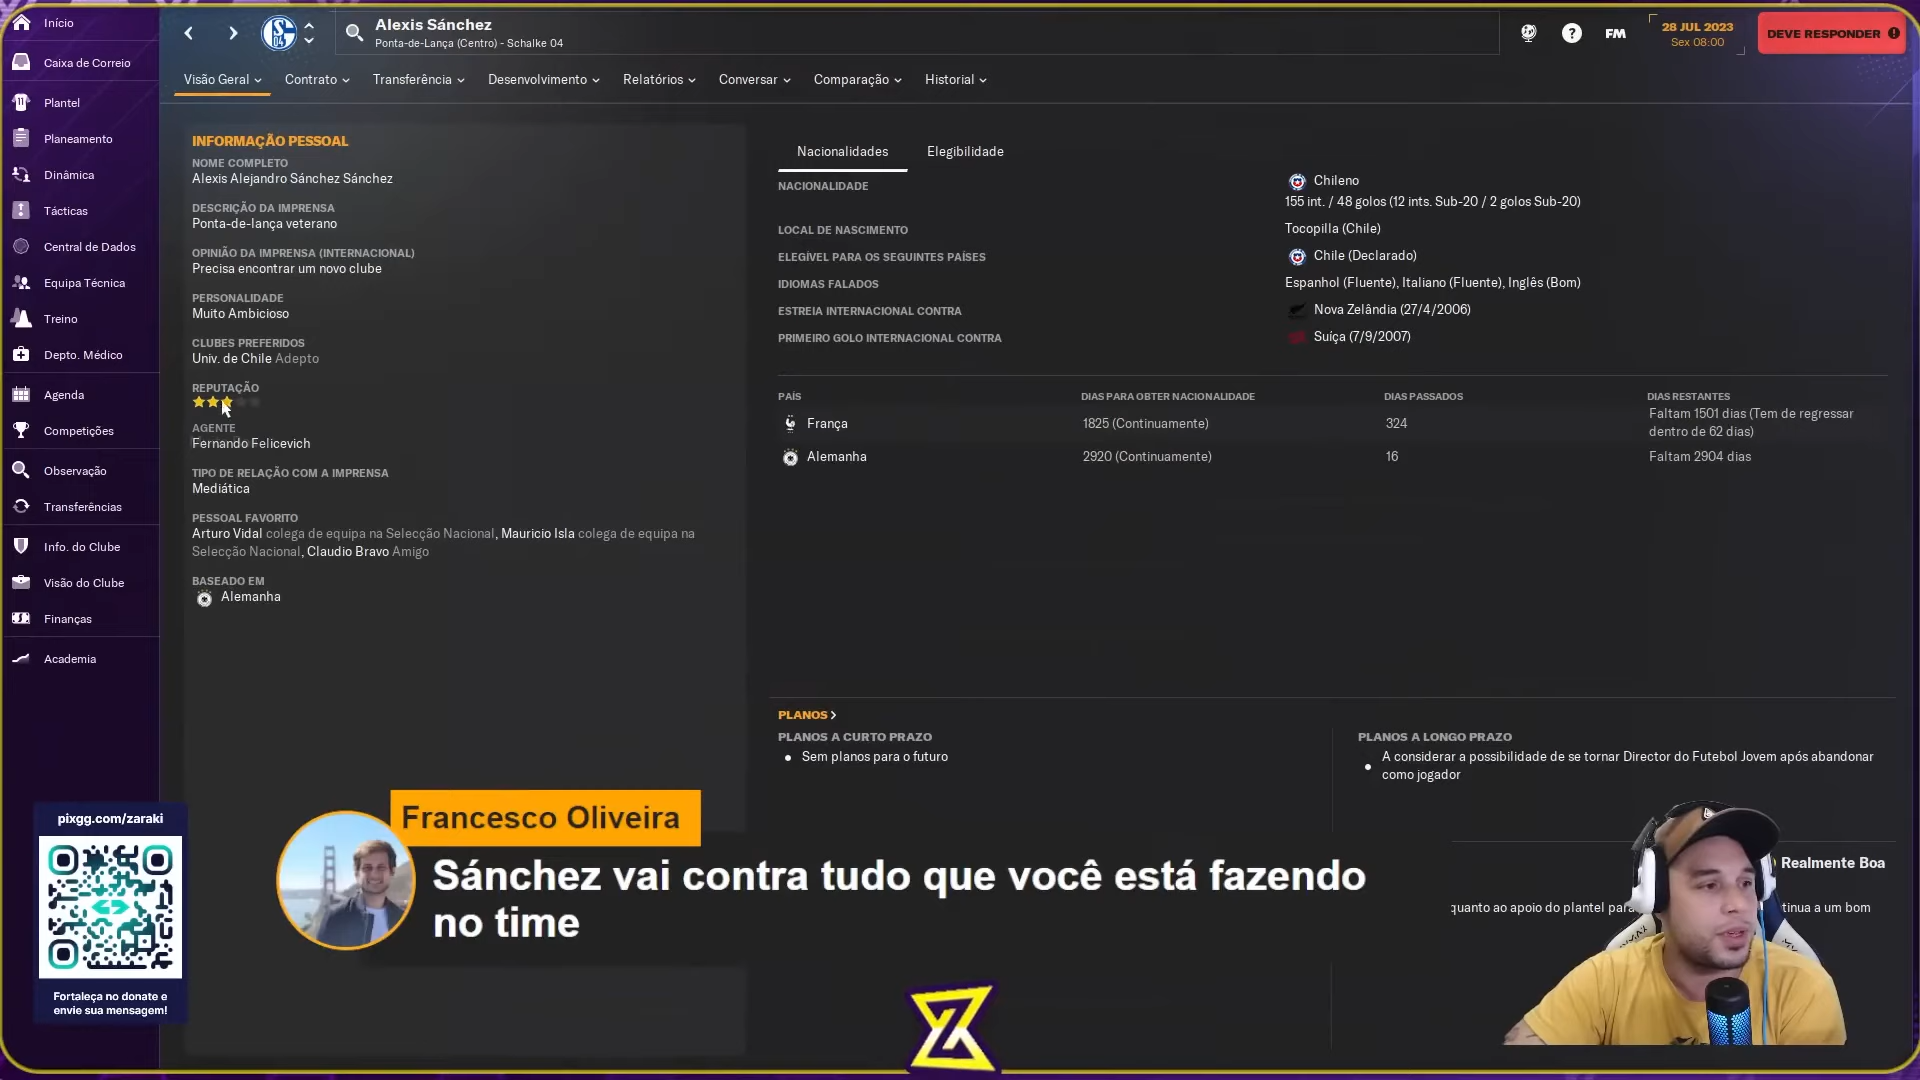 Início
Caixa de Correio
Plantel
Planeamento
Dinâmica
Tácticas
Central de Dados
Equipa Técnica
Treino
Depto. Médico
Agenda
Competições
Observação
Transferências
Info. do Clube
Visão do Clube
Finanças
Academia
Alexis Sánchez
Ponta-de-Lança (Centro) - Schalke 04
FM
28 JUL 2023
Sex 08:00
DEVE RESPONDER
Visão Geral Contrato Transferência Desenvolvimento Relatórios Conversar Comparação Historial
INFORMAÇÃO PESSOAL
NOME COMPLETO
Alexis Alejandro Sánchez Sánchez
DESCRIÇÃO DA IMPRENSA
Ponta-de-lança veterano
OPINIÃO DA IMPRENSA (INTERNACIONAL)
Precisa encontrar um novo clube
PERSONALIDADE
Muito Ambicioso
CLUBES PREFERIDOS
Univ. de Chile Adepto
REPUTAÇÃO
AGENTE
Fernando Felicevich
TIPO DE RELAÇÃO COM A IMPRENSA
Mediática
PESSOAL FAVORITO
Arturo Vidal colega de equipa na Selecção Nacional, Mauricio Isla colega de equipa na
Selecção Nacional, Claudio Bravo Amigo
BASEADO EM
Alemanha
Nacionalidades Elegibilidade
NACIONALIDADE
Chileno
155 int. / 48 golos (12 ints. Sub-20 / 2 golos Sub-20)
LOCAL DE NASCIMENTO
Tocopilla (Chile)
ELEGÍVEL PARA OS SEGUINTES PAÍSES
Chile (Declarado)
IDIOMAS FALADOS
Espanhol (Fluente), Italiano (Fluente), Inglês (Bom)
ESTREIA INTERNACIONAL CONTRA
Nova Zelândia (27/4/2006)
PRIMEIRO GOLO INTERNACIONAL CONTRA
Suíça (7/9/2007)
PAÍS DIAS PARA OBTER NACIONALIDADE DIAS PASSADOS DIAS RESTANTES
França 1825 (Continuamente) 324 Faltam 1501 dias (Tem de regressar
dentro de 62 dias)
Alemanha 2920 (Continuamente) 16 Faltam 2904 dias
PLANOS
PLANOS A CURTO PRAZO
Sem planos para o futuro
PLANOS A LONGO PRAZO
A considerar a possibilidade de se tornar Director do Futebol Jovem após abandonar
como jogador
Realmente Boa
quanto ao apoio do plantel para
tinua a um bom
pixgg.com/zaraki
Fortaleça no donate e
envie sua mensagem!
Francesco Oliveira
Sánchez vai contra tudo que você está fazendo
no time